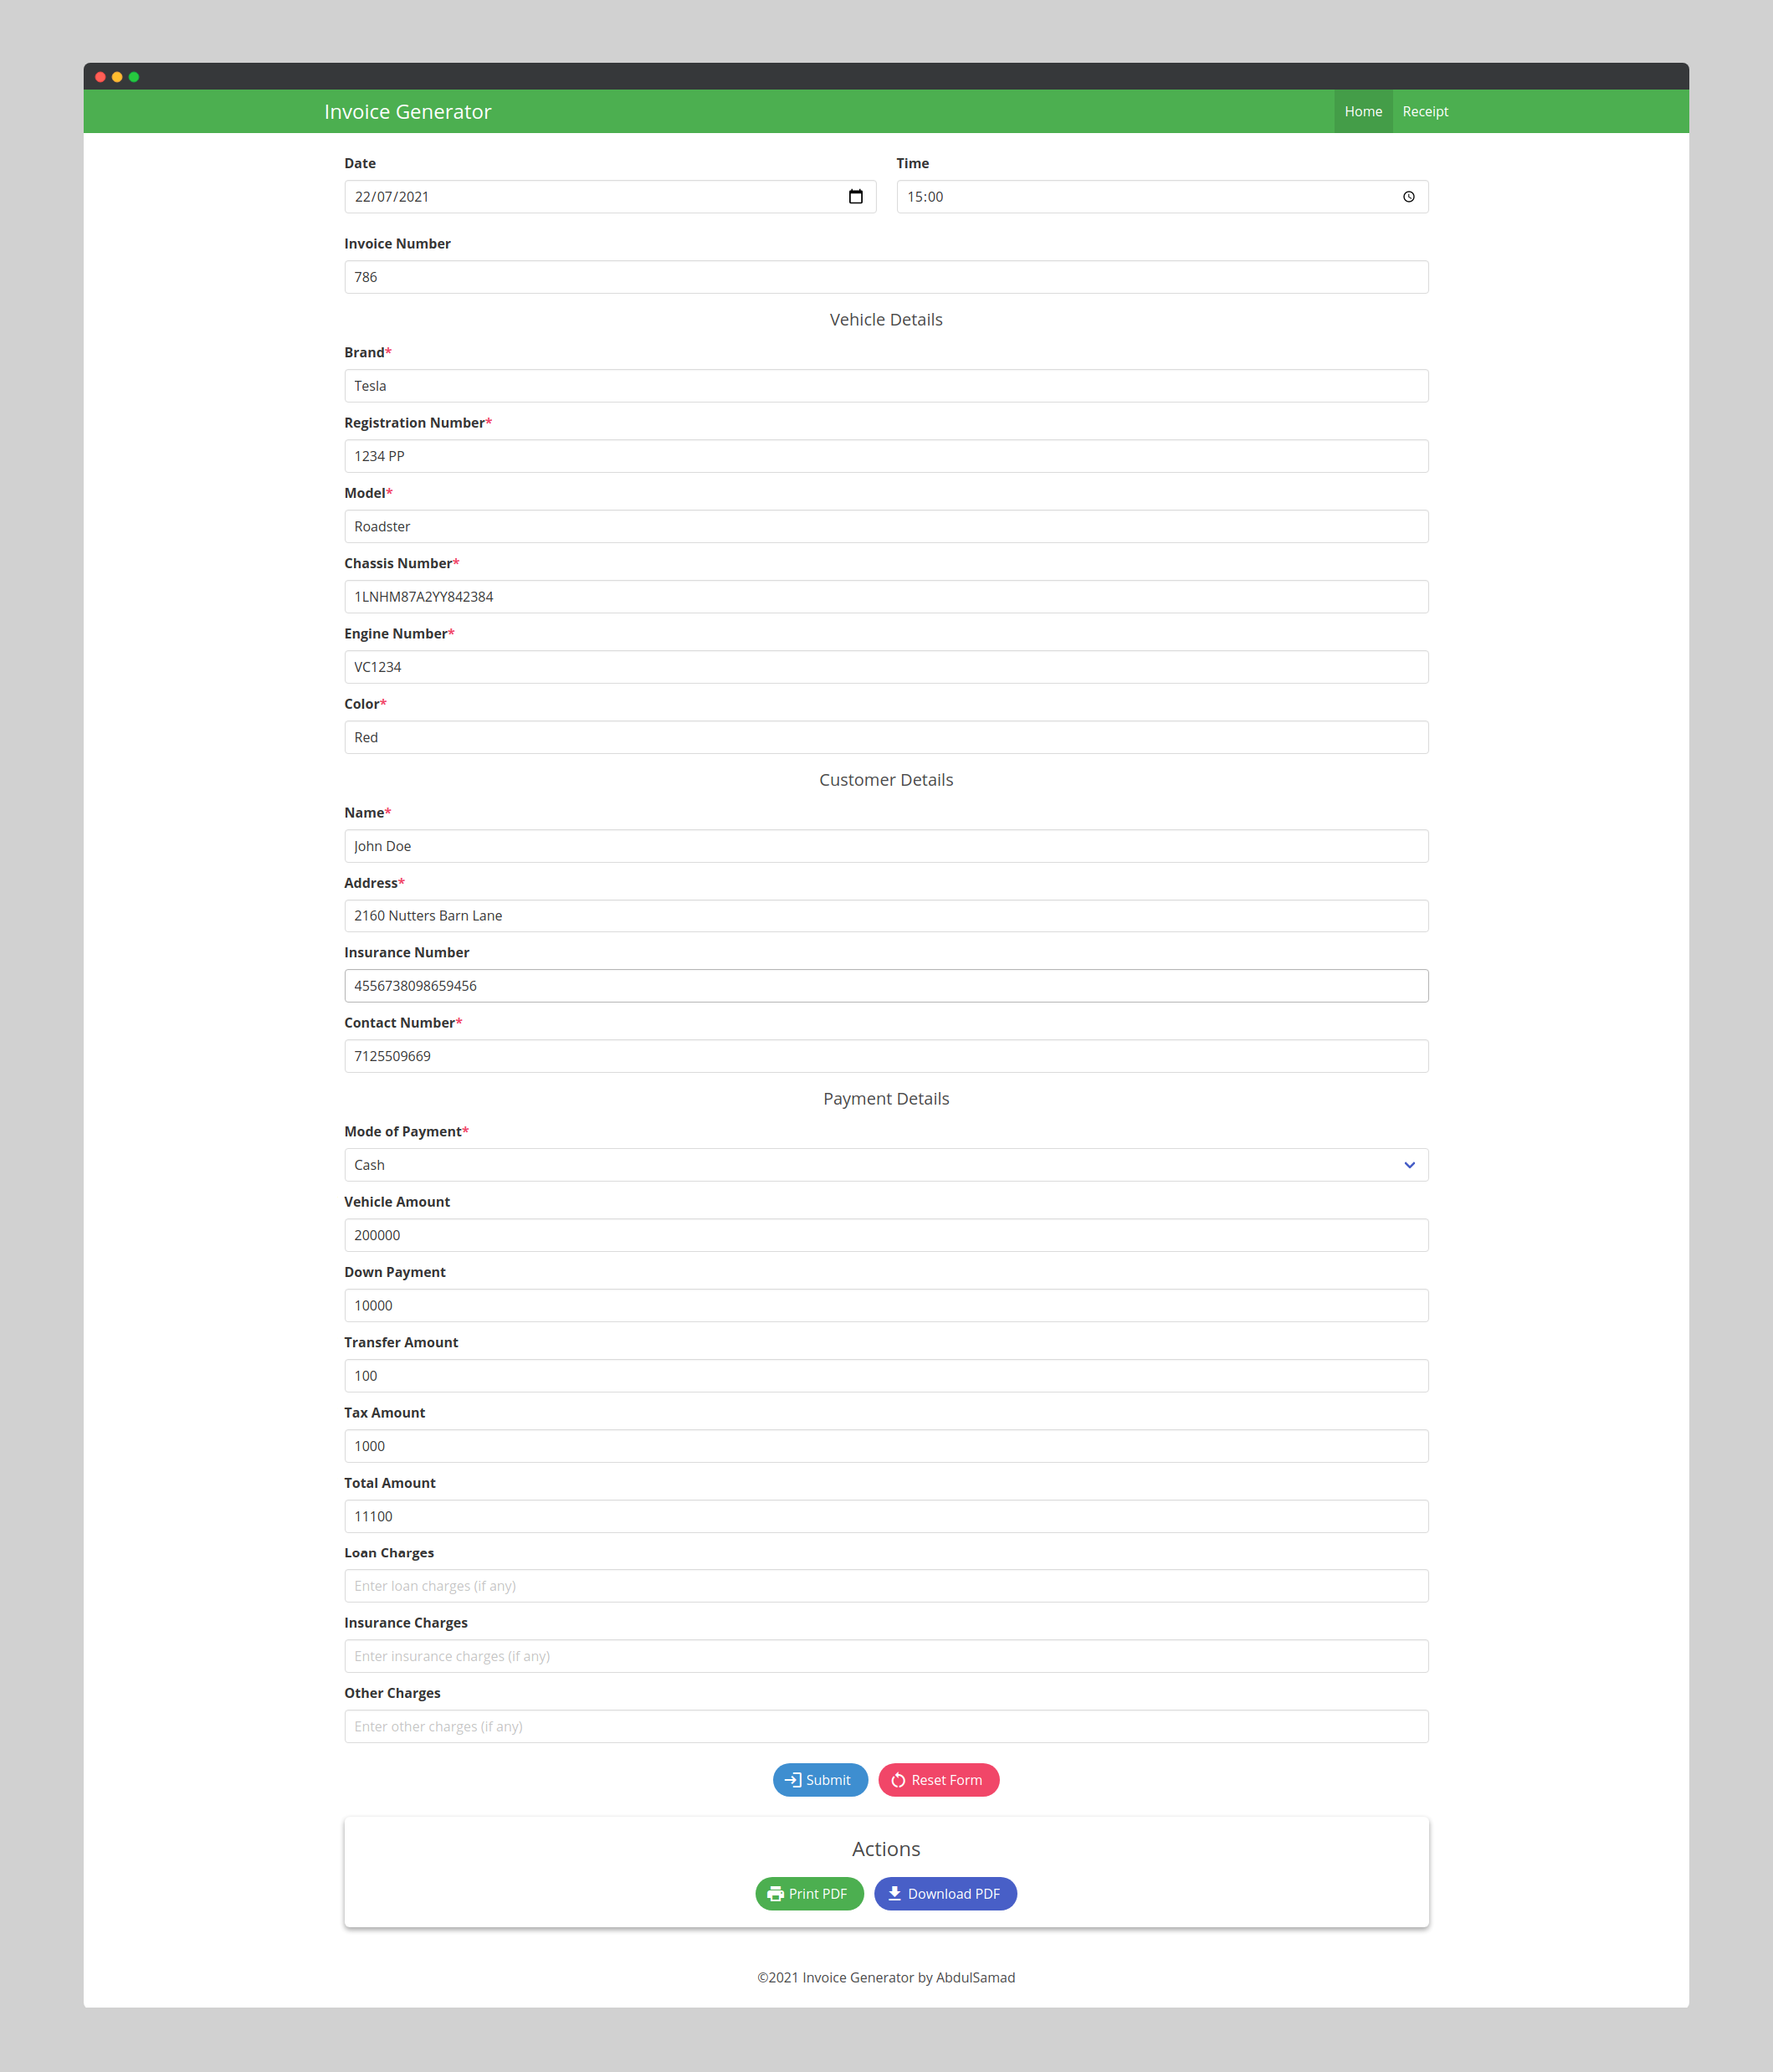 Invoice Generator Home Receipt
Date Time
22/07/2021 15:00
Invoice Number
786
Vehicle Details
Brand*
Tesla
Registration Number*
1234 PP
Model*
Roadster
Chassis Number*
1LNHM87A2YY842384
Engine Number*
VC1234
Color*
Red
Customer Details
Name*
John Doe
Address*
2160 Nutters Barn Lane
Insurance Number
4556738098659456
Contact Number*
7125509669
Payment Details
Mode of Payment*
Cash
Vehicle Amount
200000
Down Payment
10000
Transfer Amount
100
Tax Amount
1000
Total Amount
11100
Loan Charges
Enter loan charges (if any)
Insurance Charges
Enter insurance charges (if any)
Other Charges
Enter other charges (if any)
Submit Reset Form
Actions
Print PDF Download PDF
©2021 Invoice Generator by AbdulSamad